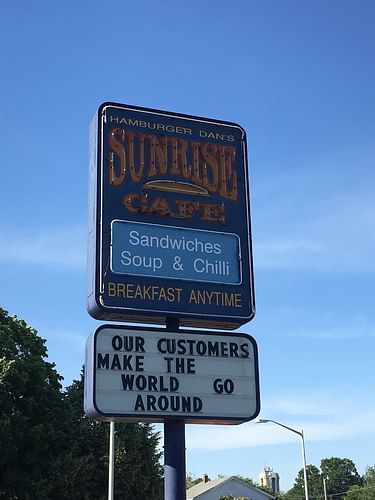 HAMBURGER DAN'S
SUNRISE
CAFE
Sandwiches
Soup & Chilli
BREAKFAST ANYTIME
OUR CUSTOMERS
MAKE THE
WORLD GO
AROUND